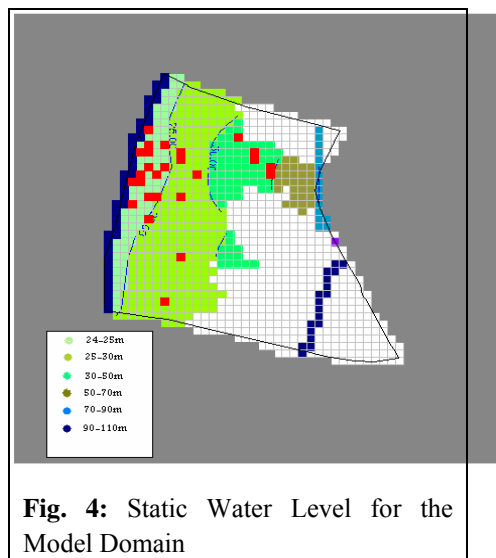 24-25m
25-30m
30-50m
50-70m
70-90m
90-110m
Fig. 4: Static Water Level for the
Model Domain